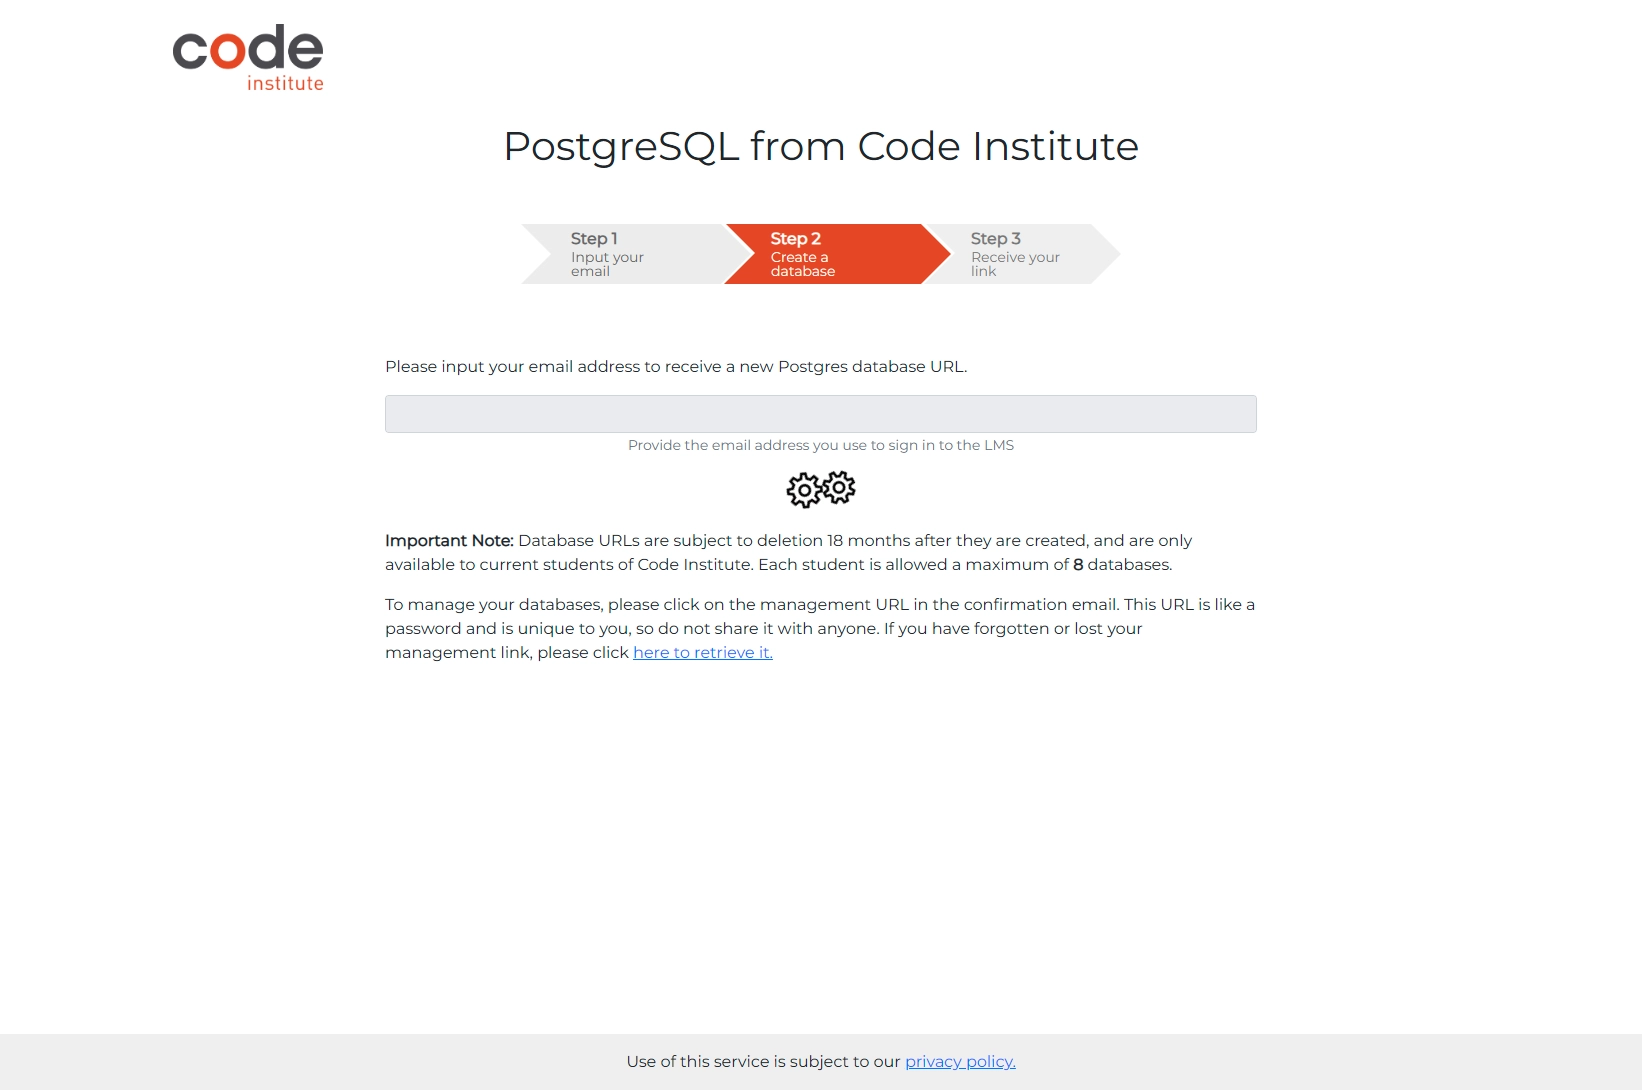 code
institute
PostgreSQL from Code Institute
Step 1
Input your
email
Step 2
Create a
database
Step 3
Receive your
link
Please input your email address to receive a new Postgres database URL.
Provide the email address you use to sign in to the LMS
Important Note: Database URLs are subject to deletion 18 months after they are created, and are only
available to current students of Code Institute. Each student is allowed a maximum of 8 databases.
To manage your databases, please click on the management URL in the confirmation email. This URL is like a
password and is unique to you, so do not share it with anyone. If you have forgotten or lost your
management link, please click here to retrieve it.
Use of this service is subject to our privacy policy.